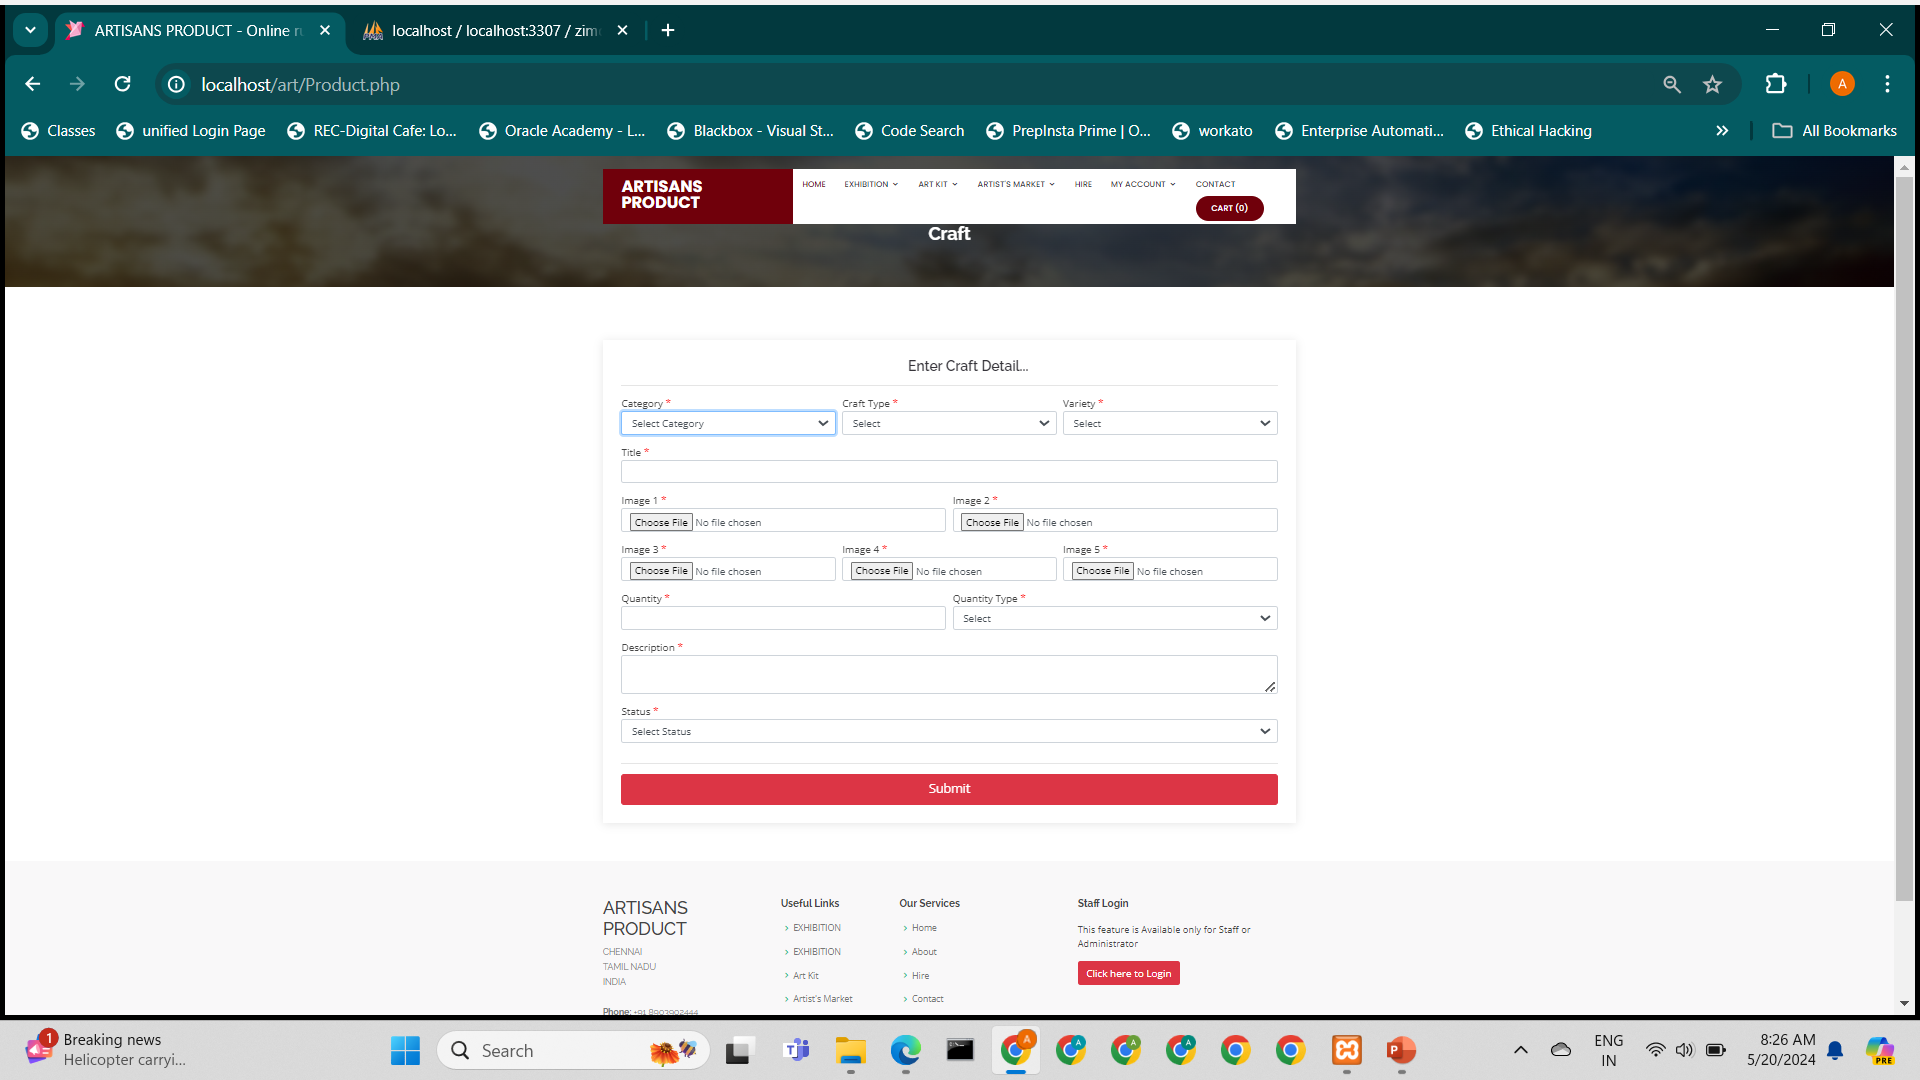 ARTISANS PRODUCT - Online ru
localhost / localhost:3307 / zim
localhost/art/Product.php
A
Classes
unified Login Page
REC-Digital Cafe: Lo...
Oracle Academy - L...
Blackbox - Visual St...
Code Search
PrepInsta Prime | O...
workato
Enterprise Automati...
Ethical Hacking
All Bookmarks
ARTISANS
PRODUCT
HOME EXHIBITION ART KIT ARTIST'S MARKET HIRE MY ACCOUNT CONTACT
CART (0)
Craft
Enter Craft Detail...
Category * Craft Type * Variety *
Select Category Select Select
Title *
Image 1 * Image 2 *
Choose File No file chosen Choose File No file chosen
Image 3 * Image 4 * Image 5 *
Choose File No file chosen Choose File No file chosen Choose File No file chosen
Quantity * Quantity Type *
Select
Description *
Status *
Select Status
Submit
ARTISANS
PRODUCT
CHENNAI
TAMIL NADU
INDIA
Phone: +91 8903902444
Useful Links
EXHIBITION
EXHIBITION
Art Kit
Artist's Market
Our Services
Home
About
Hire
Contact
Staff Login
This feature is Available only for Staff or
Administrator
Click here to Login
1
Breaking news
Helicopter carryi...
Search
ENG
IN
8:26 AM
5/20/2024
PRE